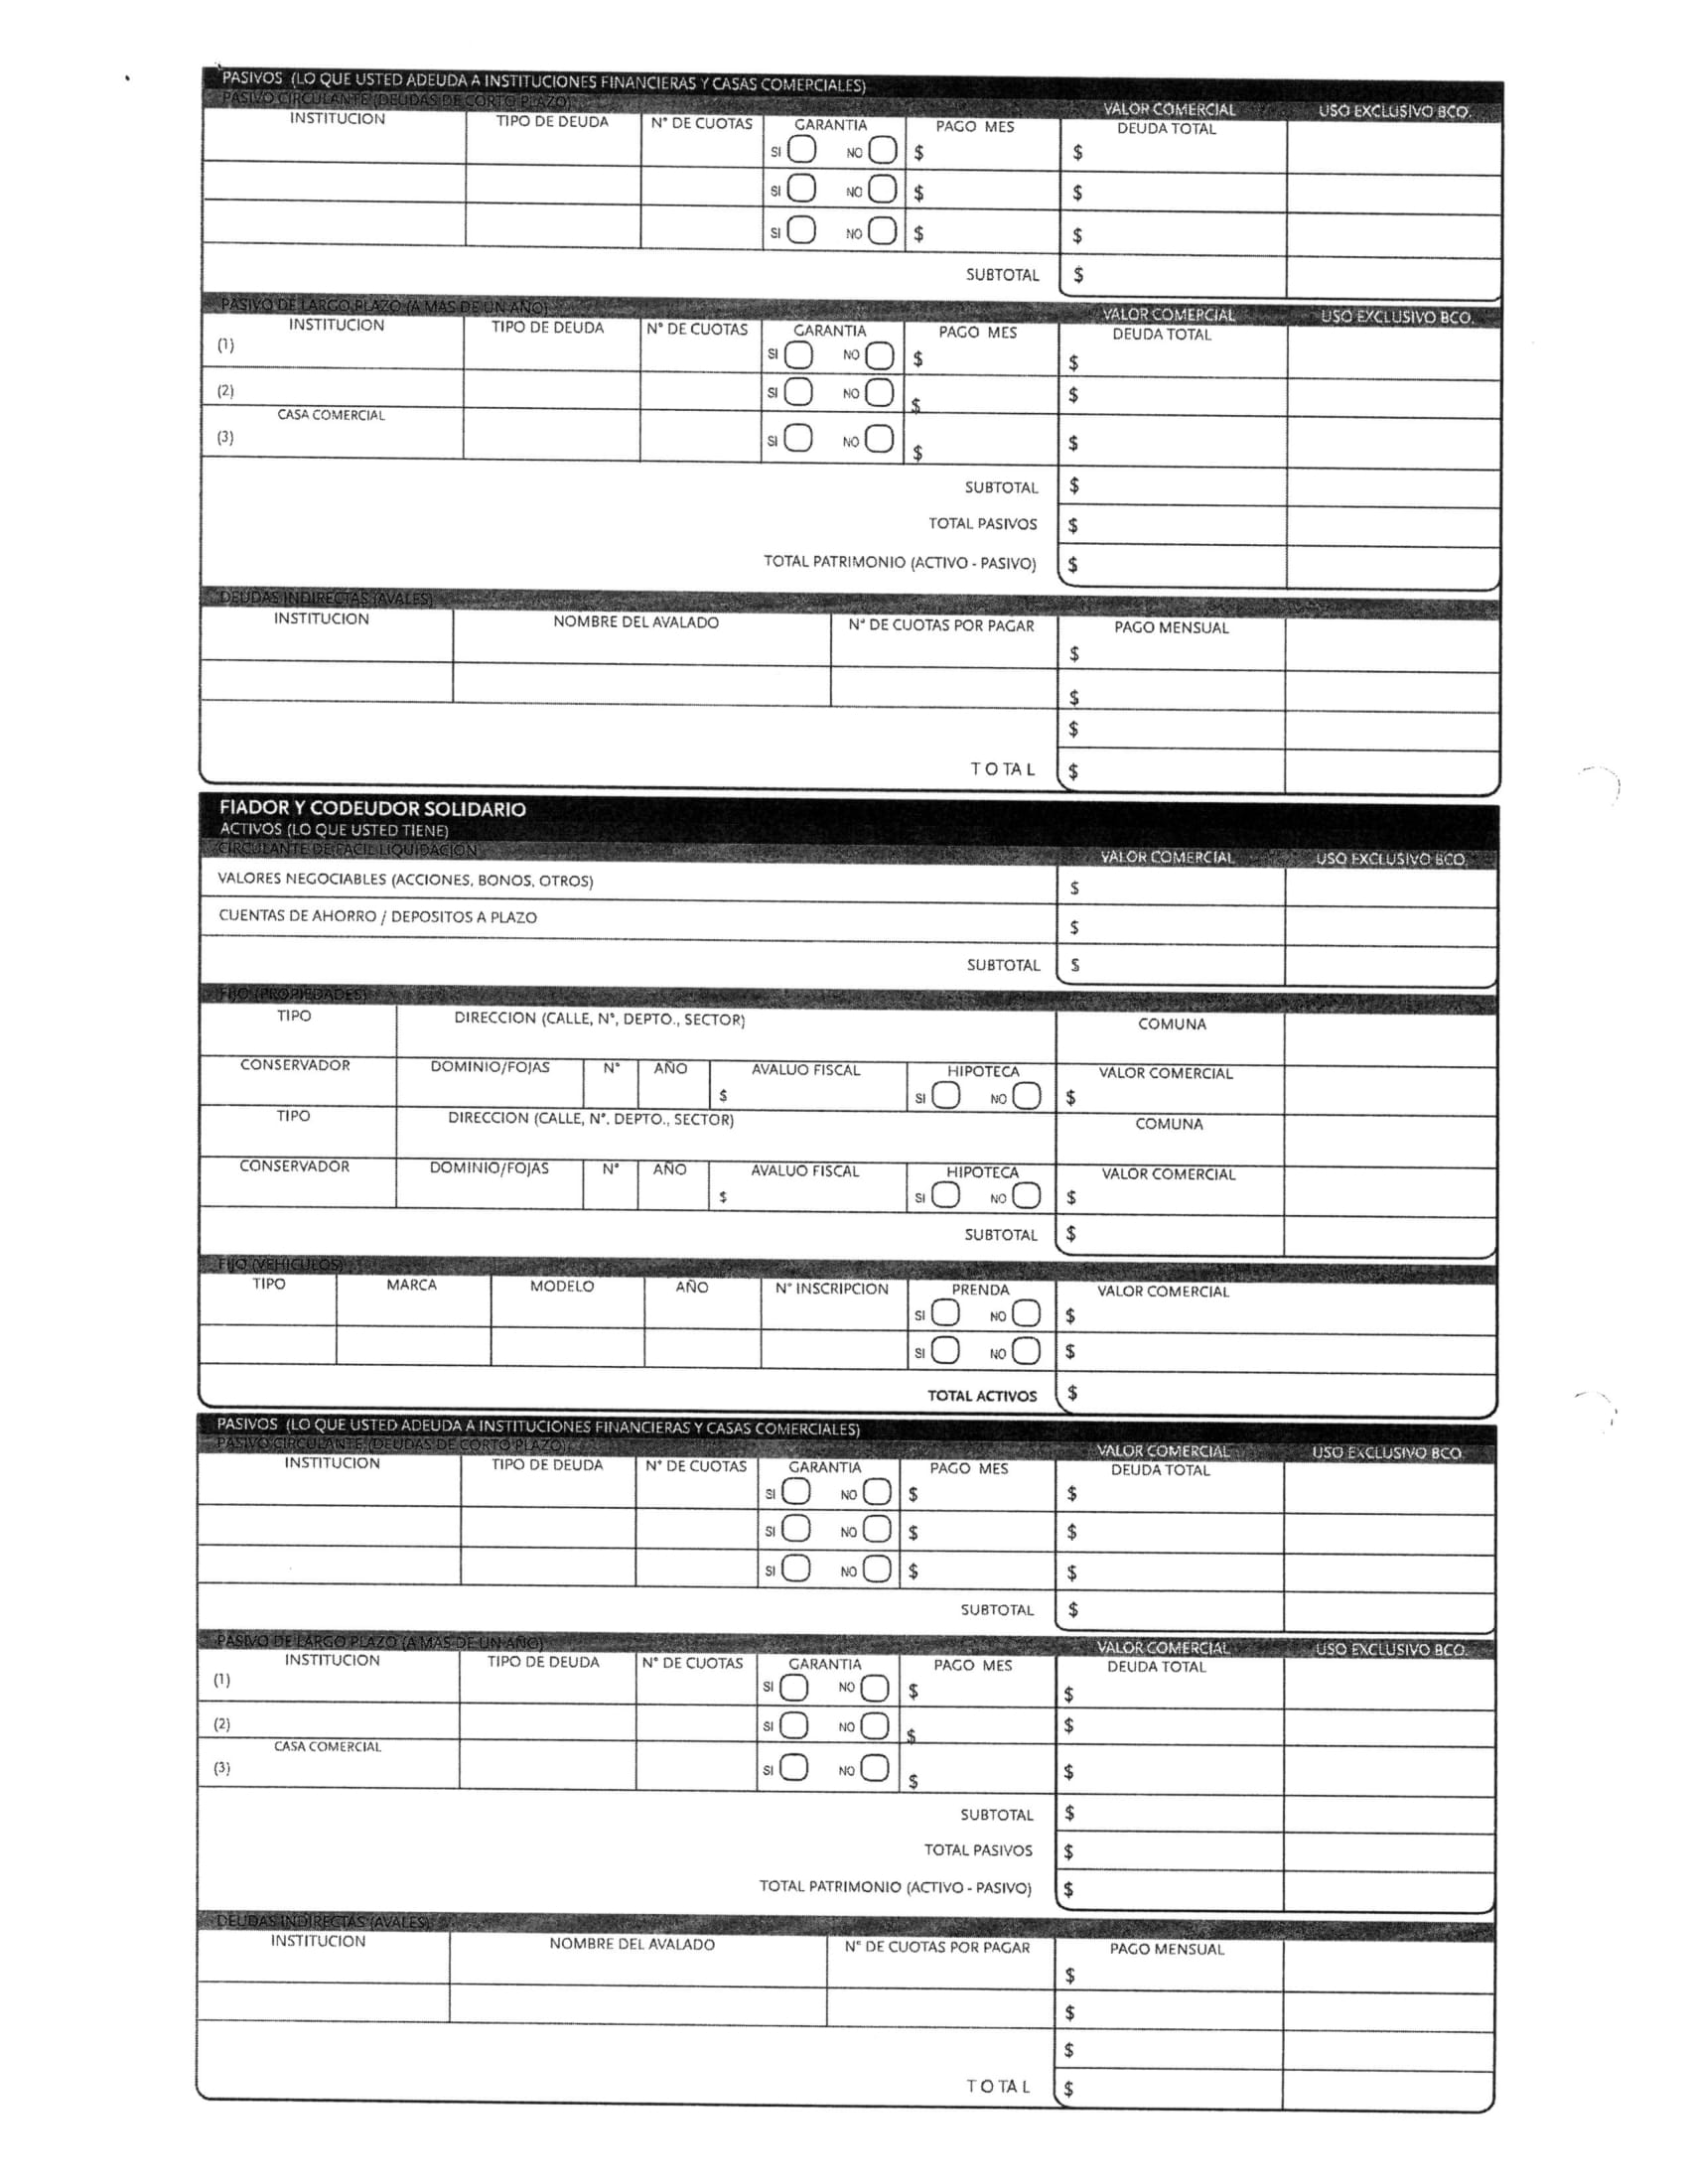 PASIVOS (LO QUE USTED ADEUDA A INSTITUCIONES FINANCIERAS Y CASAS COMERCIALES)
PASIVO CIRCULANTE (DEUDAS DE CORTO PLAZO) VALOR COMERCIAL USO EXCLUSIVO BCO.
INSTITUCION TIPO DE DEUDA N° DE CUOTAS GARANTIA PAGO MES DEUDA TOTAL
SI NO $ $
SI NO $ $
SI NO $ $
SUBTOTAL $
PASIVO DE LARGO PLAZO (A MAS DE UN AÑO) VALOR COMERCIAL USO EXCLUSIVO BCO.
INSTITUCION TIPO DE DEUDA N° DE CUOTAS GARANTIA PAGO MES DEUDA TOTAL
(1) SI NO $ $
(2) SI NO $ $
CASA COMERCIAL
(3) SI NO $ $
SUBTOTAL $
TOTAL PASIVOS $
TOTAL PATRIMONIO (ACTIVO - PASIVO) $
DEUDAS INDIRECTAS (AVALES)
INSTITUCION NOMBRE DEL AVALADO N° DE CUOTAS POR PAGAR PAGO MENSUAL
$
$
$
TOTAL $
FIADOR Y CODEUDOR SOLIDARIO
ACTIVOS (LO QUE USTED TIENE)
CIRCULANTE DE FACIL LIQUIDACION VALOR COMERCIAL USO EXCLUSIVO BCO.
VALORES NEGOCIABLES (ACCIONES, BONOS, OTROS) $
CUENTAS DE AHORRO / DEPOSITOS A PLAZO $
SUBTOTAL $
FIJO (PROPIEDADES)
TIPO DIRECCION (CALLE, N°, DEPTO., SECTOR) COMUNA
CONSERVADOR DOMINIO/FOJAS N° AÑO AVALUO FISCAL HIPOTECA VALOR COMERCIAL
$ SI NO $
TIPO DIRECCION (CALLE, N°. DEPTO., SECTOR) COMUNA
CONSERVADOR DOMINIO/FOJAS N° AÑO AVALUO FISCAL HIPOTECA VALOR COMERCIAL
$ SI NO $
SUBTOTAL $
FIJO (VEHICULOS)
TIPO MARCA MODELO AÑO N° INSCRIPCION PRENDA VALOR COMERCIAL
SI NO $
SI NO $
TOTAL ACTIVOS $
PASIVOS (LO QUE USTED ADEUDA A INSTITUCIONES FINANCIERAS Y CASAS COMERCIALES)
PASIVO CIRCULANTE (DEUDAS DE CORTO PLAZO) VALOR COMERCIAL USO EXCLUSIVO BCO.
INSTITUCION TIPO DE DEUDA N° DE CUOTAS GARANTIA PAGO MES DEUDA TOTAL
SI NO $ $
SI NO $ $
SI NO $ $
SUBTOTAL $
PASIVO DE LARGO PLAZO (A MAS DE UN AÑO) VALOR COMERCIAL USO EXCLUSIVO BCO.
INSTITUCION TIPO DE DEUDA N° DE CUOTAS GARANTIA PAGO MES DEUDA TOTAL
(1) SI NO $ $
(2) SI NO $ $
CASA COMERCIAL
(3) SI NO $ $
SUBTOTAL $
TOTAL PASIVOS $
TOTAL PATRIMONIO (ACTIVO - PASIVO) $
DEUDAS INDIRECTAS (AVALES)
INSTITUCION NOMBRE DEL AVALADO N° DE CUOTAS POR PAGAR PAGO MENSUAL
$
$
$
TOTAL $